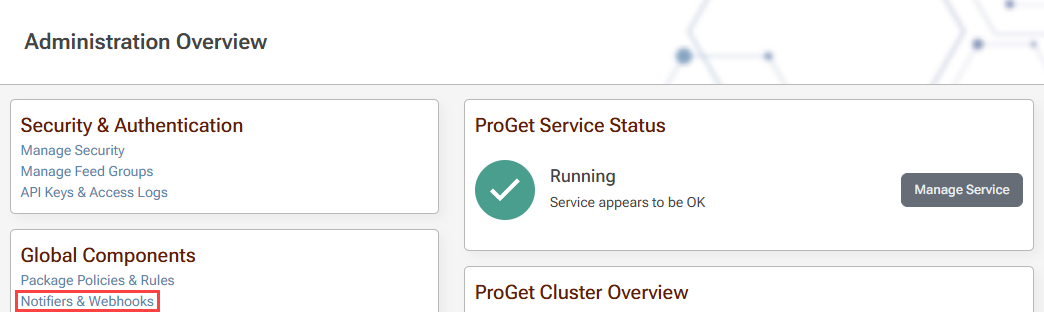 Administration Overview
Security & Authentication
Manage Security
Manage Feed Groups
API Keys & Access Logs
Global Components
Package Policies & Rules
Notifiers & Webhooks
ProGet Service Status
Running
Service appears to be OK
Manage Service
ProGet Cluster Overview